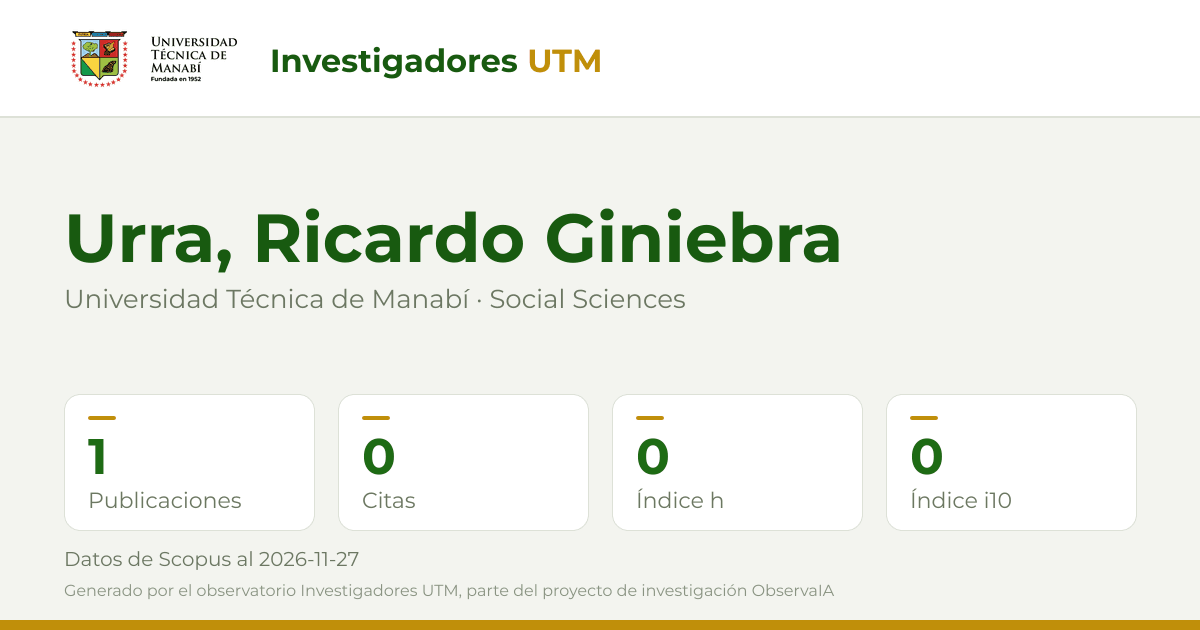 UNIVERSIDAD
TÉCNICA DE
MANABÍ
Fundada en 1952
Investigadores UTM
Urra, Ricardo Giniebra
Universidad Técnica de Manabí · Social Sciences
1
Publicaciones
0
Citas
0
Índice h
0
Índice i10
Datos de Scopus al 2026-11-27
Generado por el observatorio Investigadores UTM, parte del proyecto de investigación ObservaIA